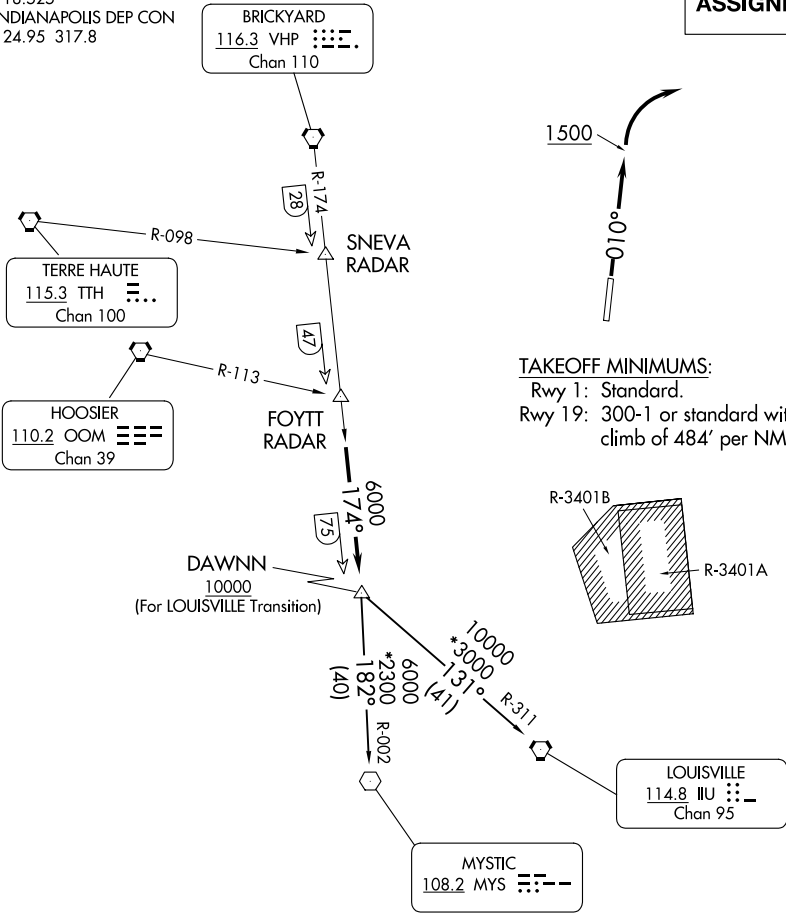 NDIANAPOLIS DEP CON
24.95 317.8
BRICKYARD
116.3 VHP
Chan 110
1500
010°
R-174
28
R-098
SNEVA
RADAR
TERRE HAUTE
115.3 TTH
Chan 100
47
R-113
HOOSIER
110.2 OOM
Chan 39
FOYTT
RADAR
TAKEOFF MINIMUMS:
Rwy 1: Standard.
Rwy 19: 300-1 or standard
climb of 484' per NM
6000
174°
75
R-3401B
R-3401A
DAWNN
10000
(For LOUISVILLE Transition)
6000
*2300
182°
(40)
R-002
10000
*3000
131°
(41)
R-311
LOUISVILLE
114.8 IIU
Chan 95
MYSTIC
108.2 MYS